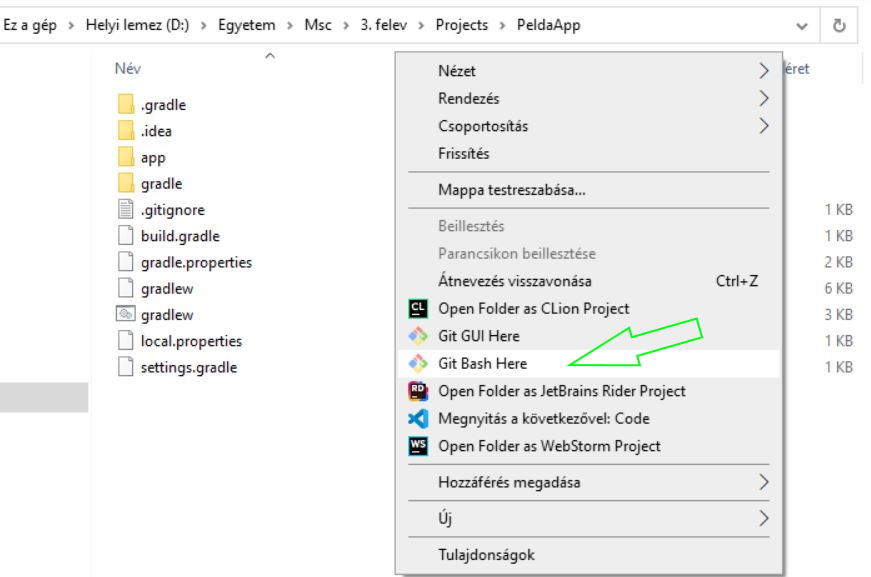 Ez a gép > Helyi lemez (D:) > Egyetem > Msc > 3. felev > Projects > PeldaApp
Név
éret
.gradle
.idea
app
gradle
.gitignore 1 KB
build.gradle 1 KB
gradle.properties 2 KB
gradlew 6 KB
gradlew 3 KB
local.properties 1 KB
settings.gradle 1 KB
Nézet
Rendezés
Csoportosítás
Frissítés
Mappa testreszabása...
Beillesztés
Parancsikon beillesztése
Átnevezés visszavonása Ctrl+Z
CL Open Folder as CLion Project
Git GUI Here
Git Bash Here
RD Open Folder as JetBrains Rider Project
Megnyitás a következővel: Code
WS Open Folder as WebStorm Project
Hozzáférés megadása
Új
Tulajdonságok